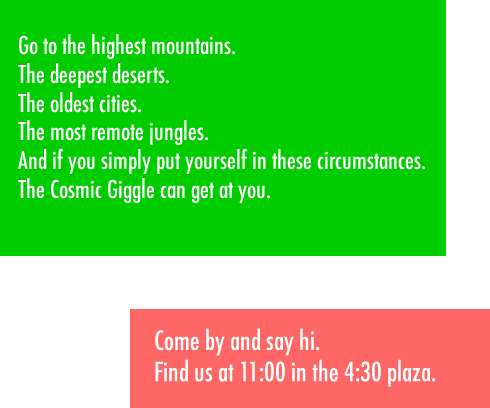 Go to the highest mountains.
The deepest deserts.
The oldest cities.
The most remote jungles.
And if you simply put yourself in these circumstances.
The Cosmic Giggle can get at you.
Come by and say hi.
Find us at 11:00 in the 4:30 plaza.